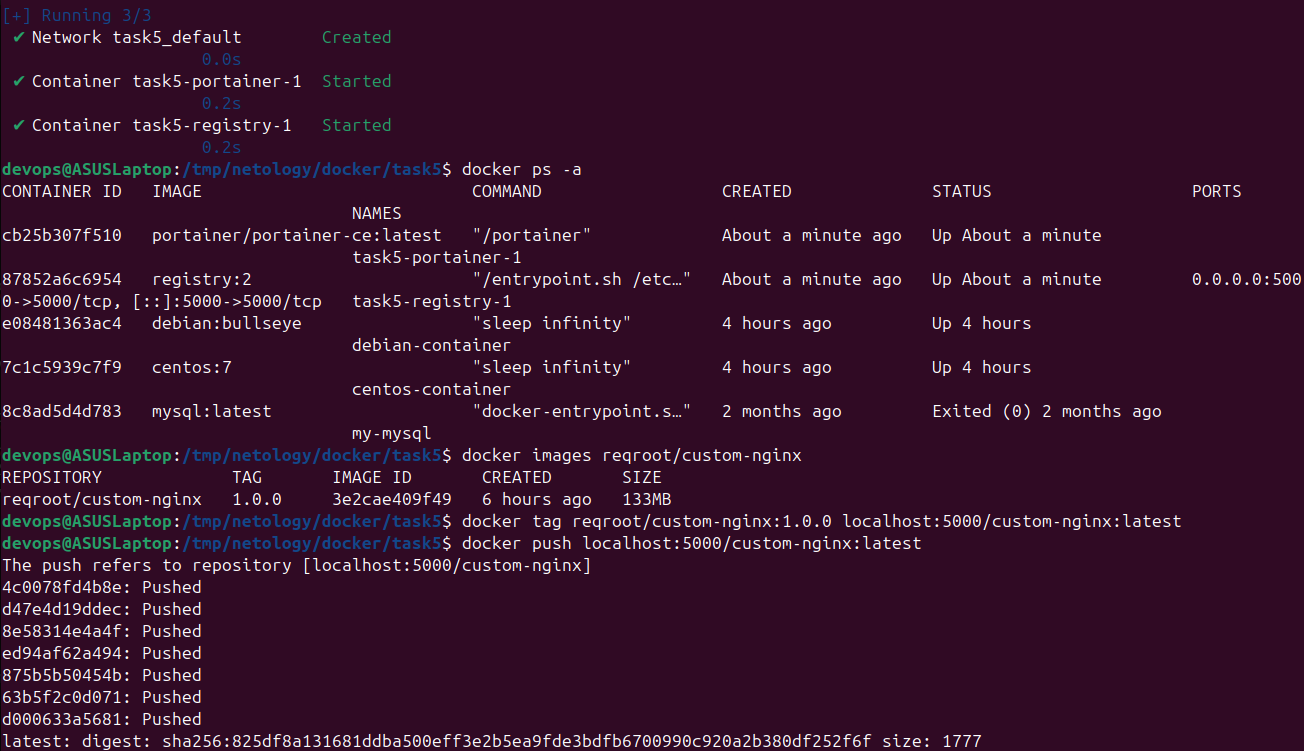 [+] Running 3/3
✔ Network task5_default        Created
                    0.0s
✔ Container task5-portainer-1  Started
                    0.2s
✔ Container task5-registry-1   Started
                    0.2s
devops@ASUSLaptop:/tmp/netology/docker/task5$ docker ps -a
CONTAINER ID   IMAGE                           COMMAND                  CREATED              STATUS                    PORTS
                                   NAMES
cb25b307f510   portainer/portainer-ce:latest   "/portainer"             About a minute ago   Up About a minute
                                   task5-portainer-1
87852a6c6954   registry:2                      "/entrypoint.sh /etc…"   About a minute ago   Up About a minute         0.0.0.0:500
0->5000/tcp, [::]:5000->5000/tcp   task5-registry-1
e08481363ac4   debian:bullseye                 "sleep infinity"         4 hours ago          Up 4 hours
                                   debian-container
7c1c5939c7f9   centos:7                        "sleep infinity"         4 hours ago          Up 4 hours
                                   centos-container
8c8ad5d4d783   mysql:latest                    "docker-entrypoint.s…"   2 months ago         Exited (0) 2 months ago
                                   my-mysql
devops@ASUSLaptop:/tmp/netology/docker/task5$ docker images reqroot/custom-nginx
REPOSITORY             TAG       IMAGE ID       CREATED       SIZE
reqroot/custom-nginx   1.0.0     3e2cae409f49   6 hours ago   133MB
devops@ASUSLaptop:/tmp/netology/docker/task5$ docker tag reqroot/custom-nginx:1.0.0 localhost:5000/custom-nginx:latest
devops@ASUSLaptop:/tmp/netology/docker/task5$ docker push localhost:5000/custom-nginx:latest
The push refers to repository [localhost:5000/custom-nginx]
4c0078fd4b8e: Pushed
d47e4d19ddec: Pushed
8e58314e4a4f: Pushed
ed94af62a494: Pushed
875b5b50454b: Pushed
63b5f2c0d071: Pushed
d000633a5681: Pushed
latest: digest: sha256:825df8a131681ddba500eff3e2b5ea9fde3bdfb6700990c920a2b380df252f6f size: 1777